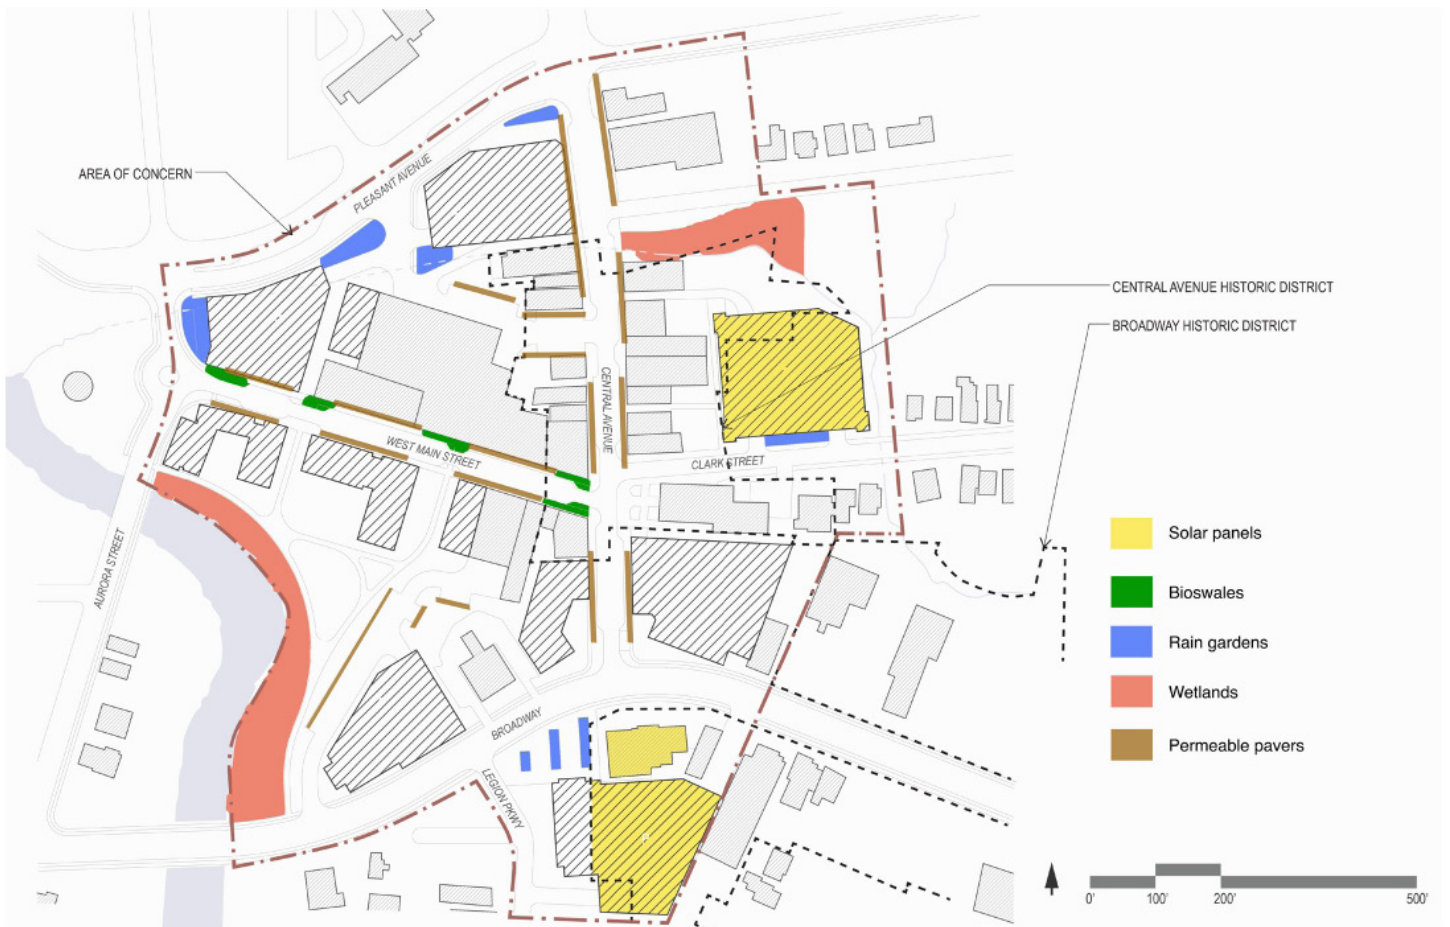 AREA OF CONCERN
PLEASANT AVENUE
CENTRAL AVENUE HISTORIC DISTRICT
BROADWAY HISTORIC DISTRICT
CENTRAL AVENUE
WEST MAIN STREET
CLARK STREET
AURORA STREET
BROADWAY
LEGION PKWY
Solar panels
Bioswales
Rain gardens
Wetlands
Permeable pavers
0' 100' 200' 500'